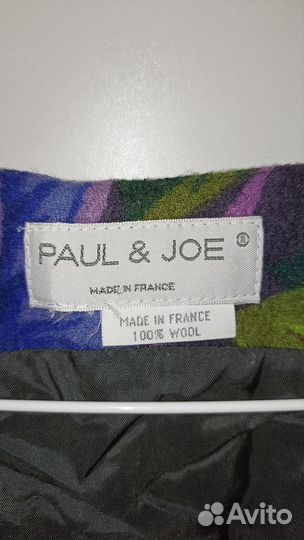 PAUL & JOE ®
MADE IN FRANCE
MADE IN FRANCE
100% WOOL
Avito